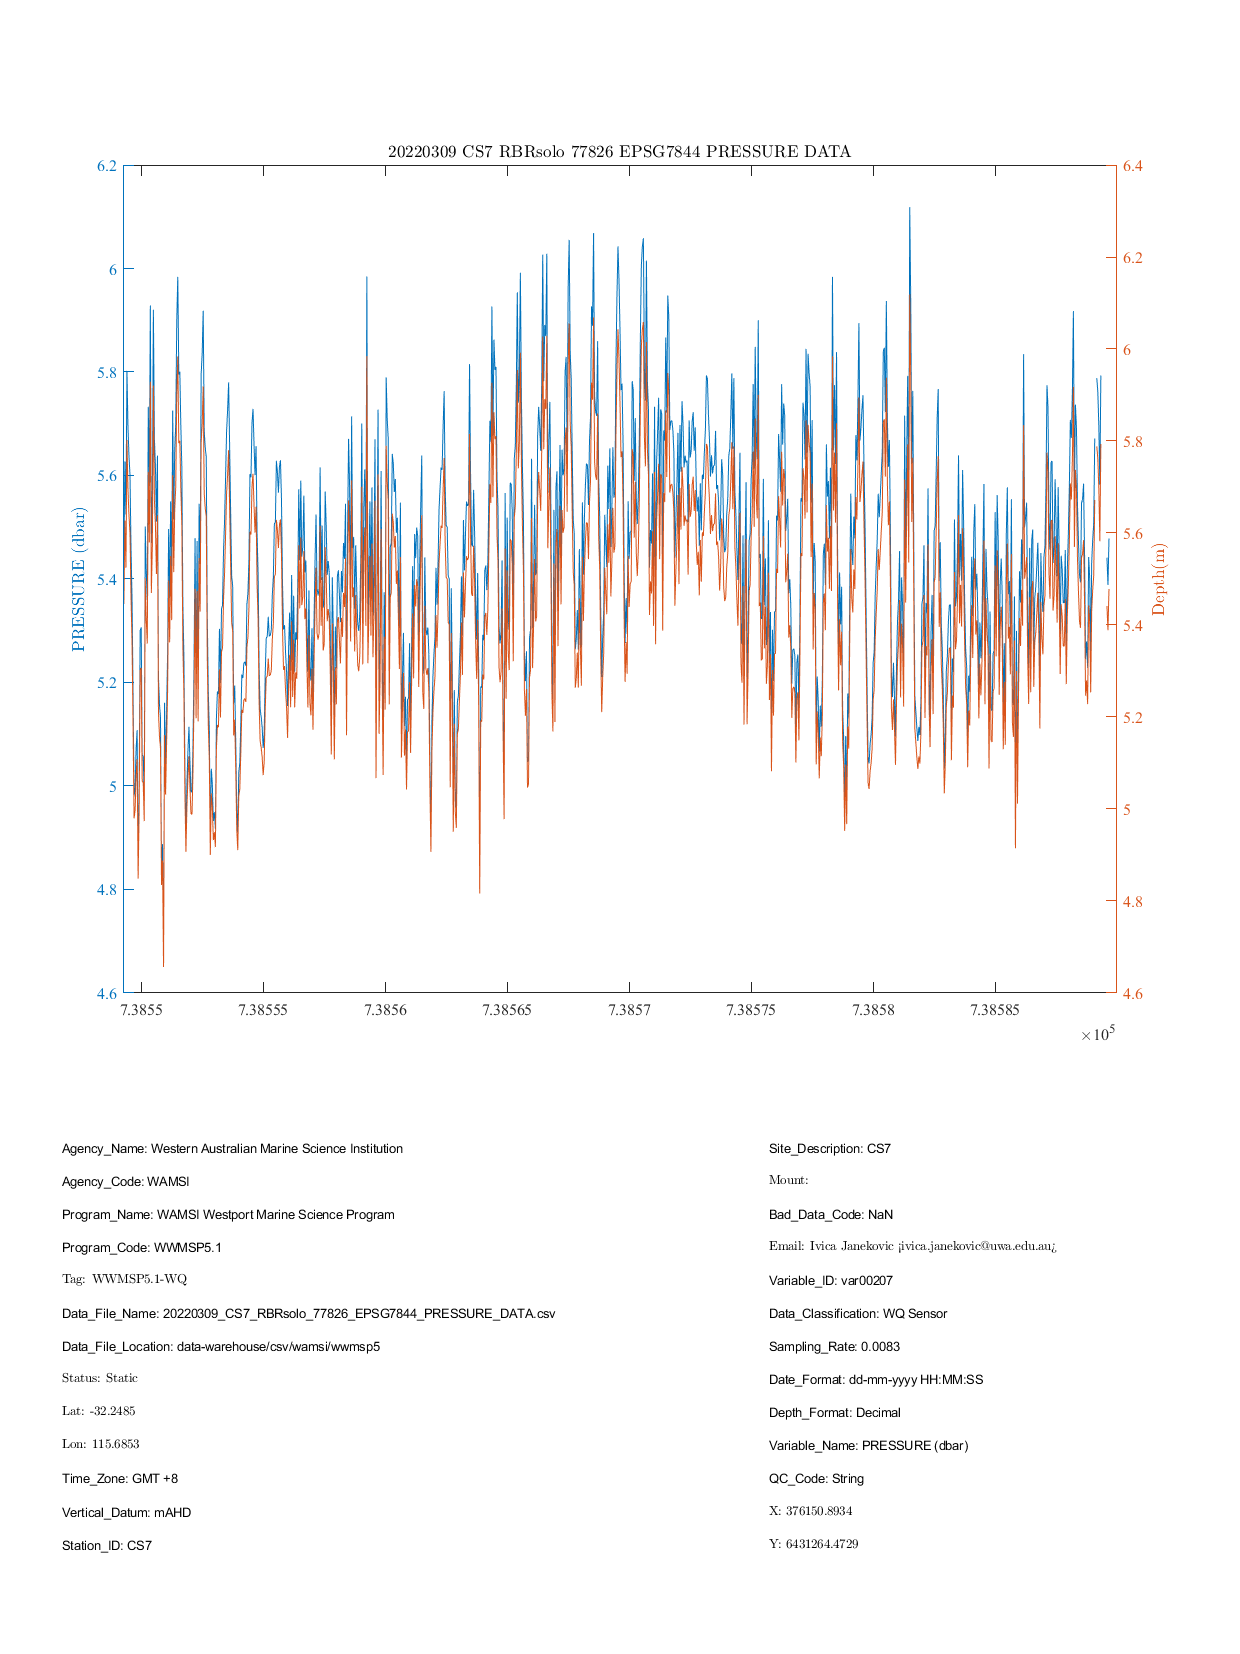 20220309 CS7 RBRsolo 77826 EPSG7844 PRESSURE DATA
6.2
6
5.8
5.6
5.4
5.2
5
4.8
4.6
PRESSURE (dbar)
6.4
6.2
6
5.8
5.6
5.4
5.2
5
4.8
4.6
Depth(m)
7.3855 7.38555 7.3856 7.38565 7.3857 7.38575 7.3858 7.38585
×10^5
Agency_Name: Western Australian Marine Science Institution
Agency_Code: WAMSI
Program_Name: WAMSI Westport Marine Science Program
Program_Code: WWMSP5.1
Tag: WWMSP5.1-WQ
Data_File_Name: 20220309_CS7_RBRsolo_77826_EPSG7844_PRESSURE_DATA.csv
Data_File_Location: data-warehouse/csv/wamsi/wwmsp5
Status: Static
Lat: -32.2485
Lon: 115.6853
Time_Zone: GMT +8
Vertical_Datum: mAHD
Station_ID: CS7
Site_Description: CS7
Mount:
Bad_Data_Code: NaN
Email: Ivica Janekovic ¡ivica.janekovic@uwa.edu.au¿
Variable_ID: var00207
Data_Classification: WQ Sensor
Sampling_Rate: 0.0083
Date_Format: dd-mm-yyyy HH:MM:SS
Depth_Format: Decimal
Variable_Name: PRESSURE (dbar)
QC_Code: String
X: 376150.8934
Y: 6431264.4729